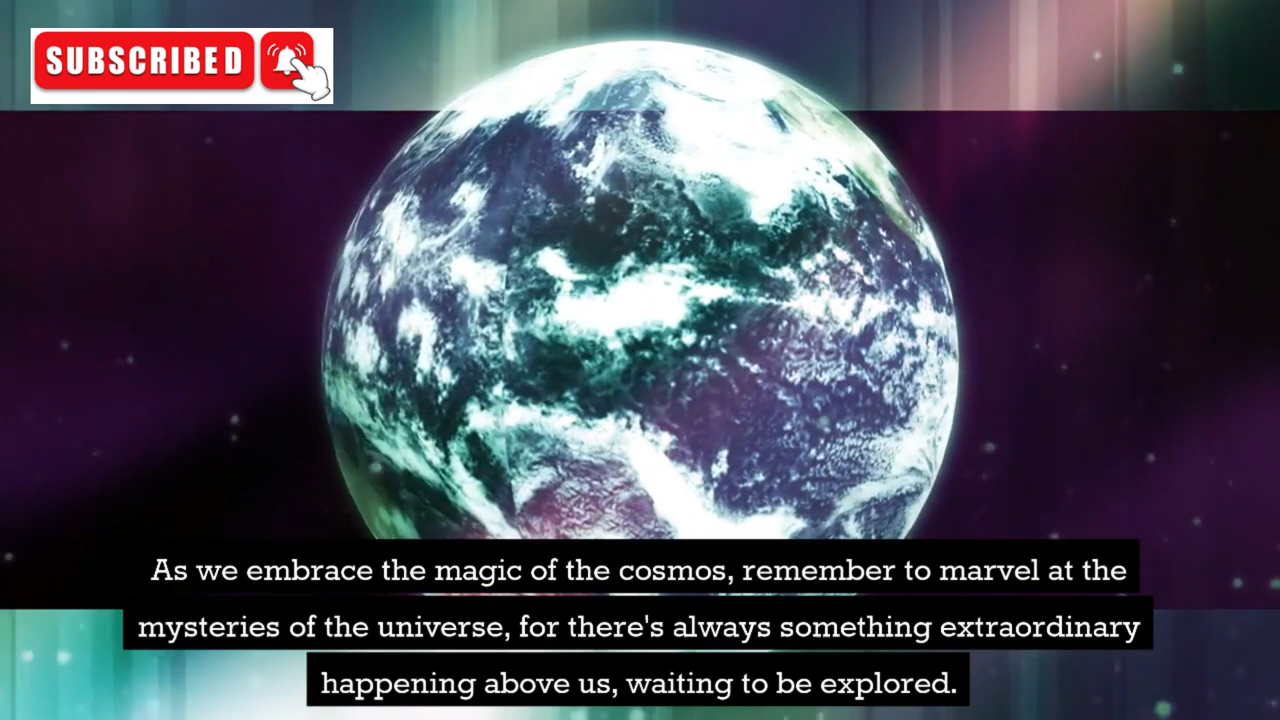 SUBSCRIBED
As we embrace the magic of the cosmos, remember to marvel at the
mysteries of the universe, for there's always something extraordinary
happening above us, waiting to be explored.